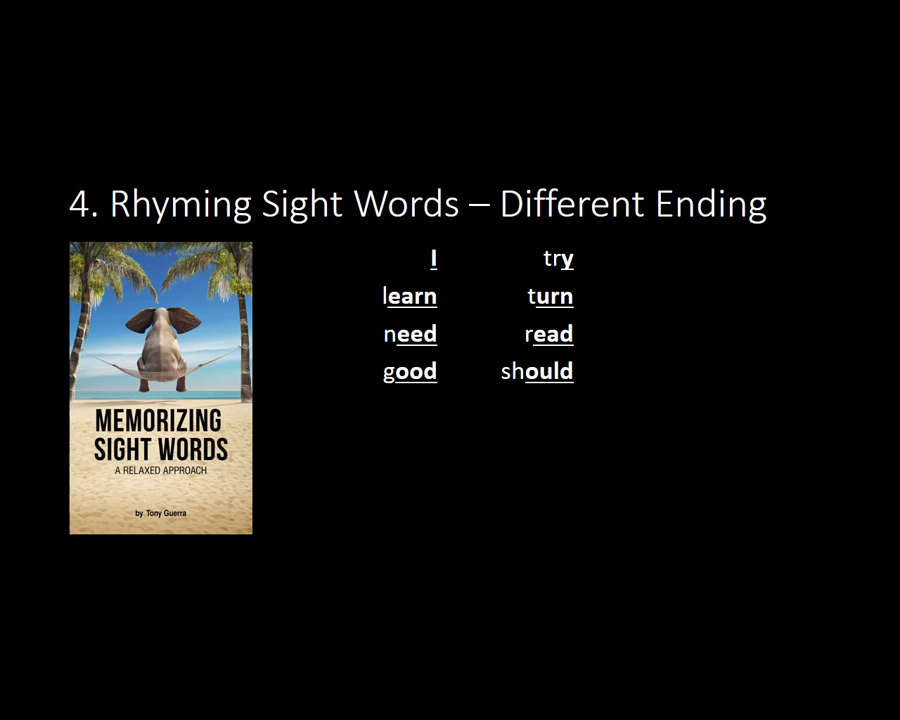 4. Rhyming Sight Words – Different Ending
I try
learn turn
need read
good should
MEMORIZING
SIGHT WORDS
A RELAXED APPROACH
by Tony Guerra